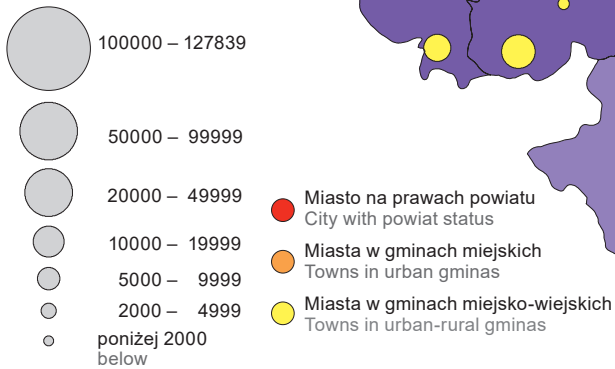 100000 – 127839
50000 – 99999
20000 – 49999
10000 – 19999
5000 – 9999
2000 – 4999
poniżej 2000
below
Miasto na prawach powiatu
City with powiat status
Miasta w gminach miejskich
Towns in urban gminas
Miasta w gminach miejsko-wiejskich
Towns in urban-rural gminas